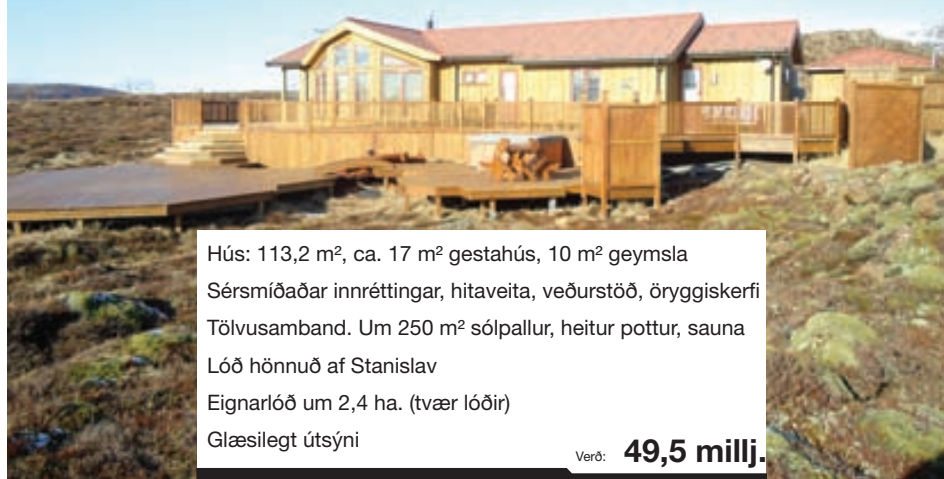 Hús: 113,2 m², ca. 17 m² gestahús, 10 m² geymsla
Sérsmíðaðar innréttingar, hitaveita, veðurstöð, öryggiskerfi
Tölvusamband. Um 250 m² sólpallur, heitur pottur, sauna
Lóð hönnuð af Stanislav
Eignarlóð um 2,4 ha. (tvær lóðir)
Glæsilegt útsýni
Verð: 49,5 millj.